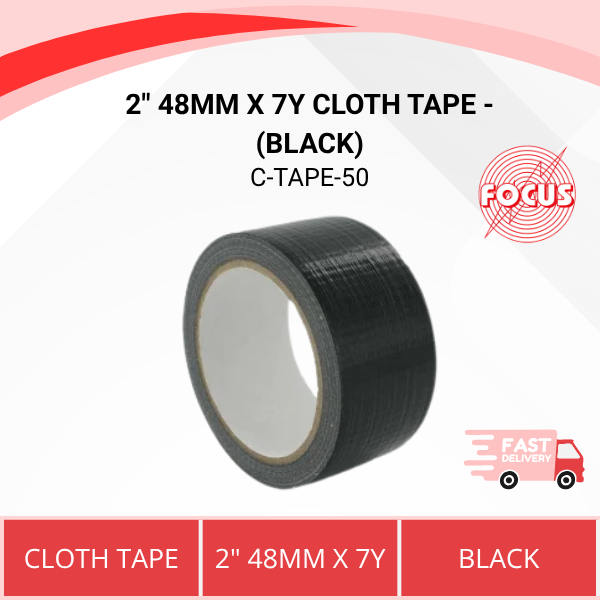 2" 48MM X 7Y CLOTH TAPE -
(BLACK)
C-TAPE-50
FOCUS
FAST
DELIVERY
CLOTH TAPE
2" 48MM X 7Y
BLACK